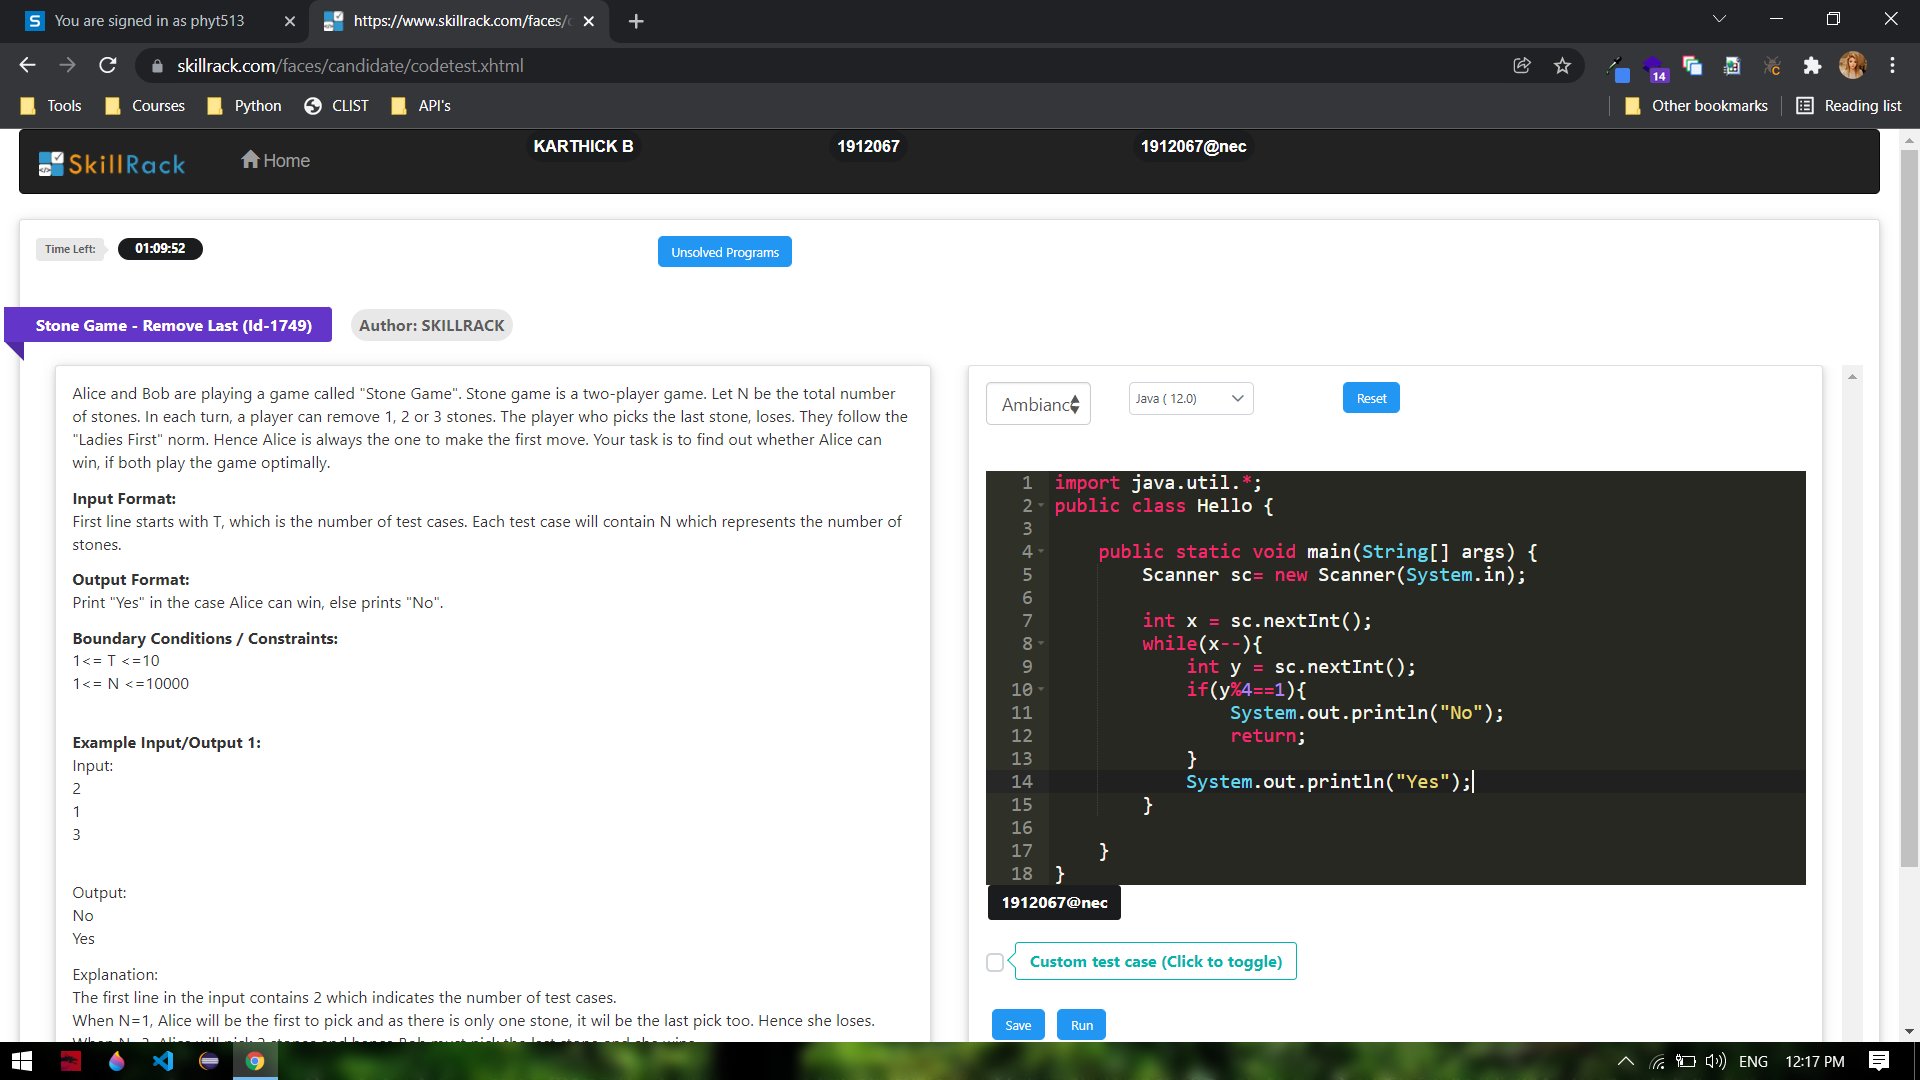 You are signed in as phyt513
https://www.skillrack.com/faces/c
skillrack.com/faces/candidate/codetest.xhtml
14
Tools
Courses
Python
CLIST
API's
Other bookmarks
Reading list
SkillRack
Home
KARTHICK B
1912067
1912067@nec
Time Left:
01:09:52
Unsolved Programs
Stone Game - Remove Last (Id-1749)
Author: SKILLRACK
Alice and Bob are playing a game called "Stone Game". Stone game is a two-player game. Let N be the total number
of stones. In each turn, a player can remove 1, 2 or 3 stones. The player who picks the last stone, loses. They follow the
"Ladies First" norm. Hence Alice is always the one to make the first move. Your task is to find out whether Alice can
win, if both play the game optimally.
Input Format:
First line starts with T, which is the number of test cases. Each test case will contain N which represents the number of
stones.
Output Format:
Print "Yes" in the case Alice can win, else prints "No".
Boundary Conditions / Constraints:
1<= T <=10
1<= N <=10000
Example Input/Output 1:
Input:
2
1
3
Output:
No
Yes
Explanation:
The first line in the input contains 2 which indicates the number of test cases.
When N=1, Alice will be the first to pick and as there is only one stone, it wil be the last pick too. Hence she loses.
Ambianc
Java ( 12.0)
Reset
1 import java.util.*;
2 public class Hello {
3
4 public static void main(String[] args) {
5 Scanner sc= new Scanner(System.in);
6
7 int x = sc.nextInt();
8 while(x--){
9 int y = sc.nextInt();
10 if(y%4==1){
11 System.out.println("No");
12 return;
13 }
14 System.out.println("Yes");
15 }
16
17 }
18 }
1912067@nec
Custom test case (Click to toggle)
Save
Run
ENG
12:17 PM